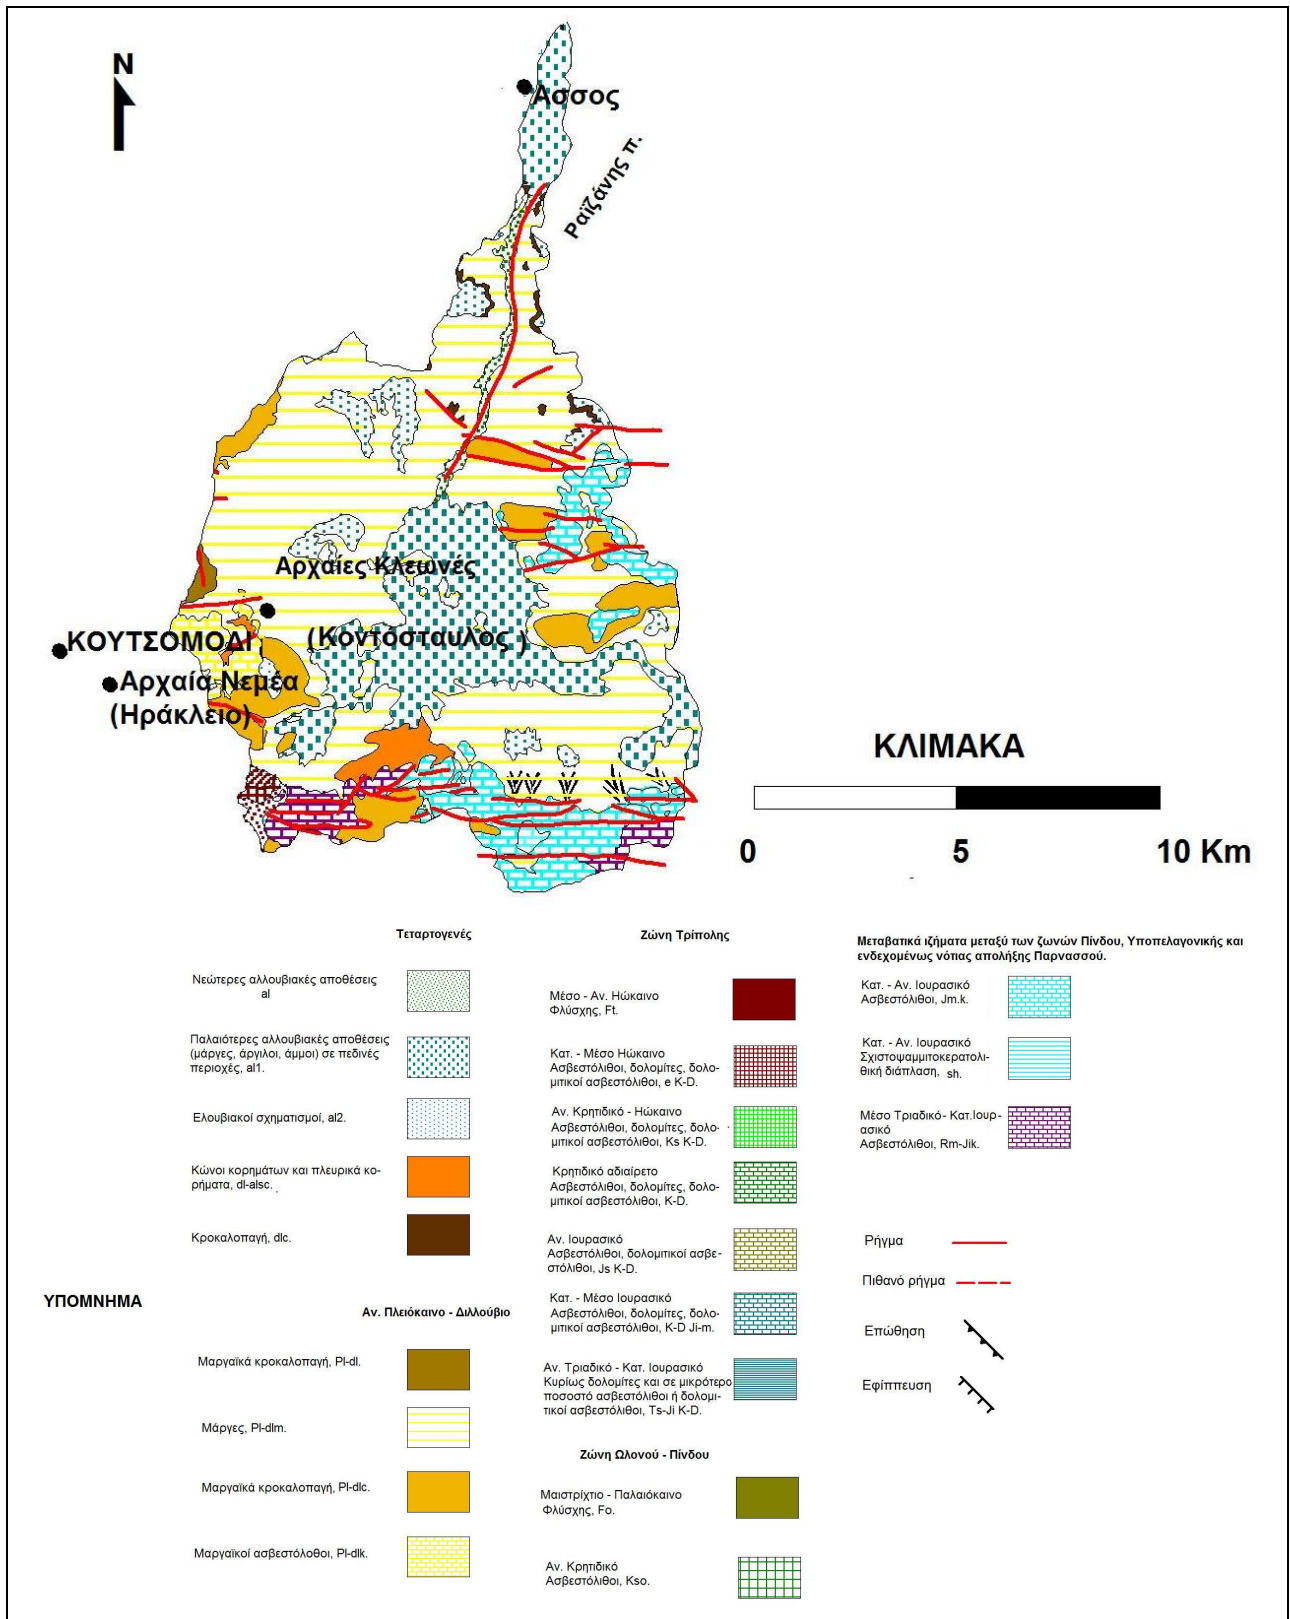 N
Ασσος
Ραϊζάνης π.
Αρχαίες Κλεωνές
(Κοντόσταυλος )
ΚΟΥΤΣΟΜΟΔΙ
Αρχαία Νεμέα
(Ηράκλειο)
ΚΛΙΜΑΚΑ
0 5 10 Km
Τεταρτογενές
Νεώτερες αλλουβιακές αποθέσεις
al
Παλαιότερες αλλουβιακές αποθέσεις
(μάργες, άργιλοι, άμμοι) σε πεδινές
περιοχές, al1.
Ελουβιακοί σχηματισμοί, al2.
Κώνοι κορημάτων και πλευρικά κο-
ρήματα, dl-alsc.
Κροκαλοπαγή, dlc.
ΥΠΟΜΝΗΜΑ
Αν. Πλειόκαινο - Διλλούβιο
Μαργαϊκά κροκαλοπαγή, Pl-dl.
Μάργες, Pl-dlm.
Μαργαϊκά κροκαλοπαγή, Pl-dlc.
Μαργαϊκοί ασβεστόλοθοι, Pl-dlk.
Ζώνη Τρίπολης
Μέσο - Αν. Ηώκαινο
Φλύσχης, Ft.
Κατ. - Μέσο Ηώκαινο
Ασβεστόλιθοι, δολομίτες, δολο-
μιτικοί ασβεστόλιθοι, e K-D.
Αν. Κρητιδικό - Ηώκαινο
Ασβεστόλιθοι, δολομίτες, δολο-
μιτικοί ασβεστόλιθοι, Ks K-D.
Κρητιδικό αδιαίρετο
Ασβεστόλιθοι, δολομίτες, δολο-
μιτικοί ασβεστόλιθοι, K-D.
Αν. Ιουρασικό
Ασβεστόλιθοι, δολομιτικοί ασβε-
στόλιθοι, Js K-D.
Κατ. - Μέσο Ιουρασικό
Ασβεστόλιθοι, δολομίτες, δολο-
μιτικοί ασβεστόλιθοι, K-D Ji-m.
Αν. Τριαδικό - Κατ. Ιουρασικό
Κυρίως δολομίτες και σε μικρότερο
ποσοστό ασβεστόλιθοι ή δολομι-
τικοί ασβεστόλιθοι, Ts-Ji K-D.
Ζώνη Ωλονού - Πίνδου
Μαιστρίχτιο - Παλαιόκαινο
Φλύσχης, Fo.
Αν. Κρητιδικό
Ασβεστόλιθοι, Kso.
Μεταβατικά ιζήματα μεταξύ των ζωνών Πίνδου, Υποπελαγονικής και
ενδεχομένως νότιας απολήξης Παρνασσού.
Κατ. - Αν. Ιουρασικό
Ασβεστόλιθοι, Jm.k.
Κατ. - Αν. Ιουρασικό
Σχιστοψαμμιτοκερατολι-
θική διάπλαση, sh.
Μέσο Τριαδικό- Κατ.Ιουρ-
ασικό
Ασβεστόλιθοι, Rm-Jik.
Ρήγμα
Πιθανό ρήγμα
Επώθηση
Εφίππευση